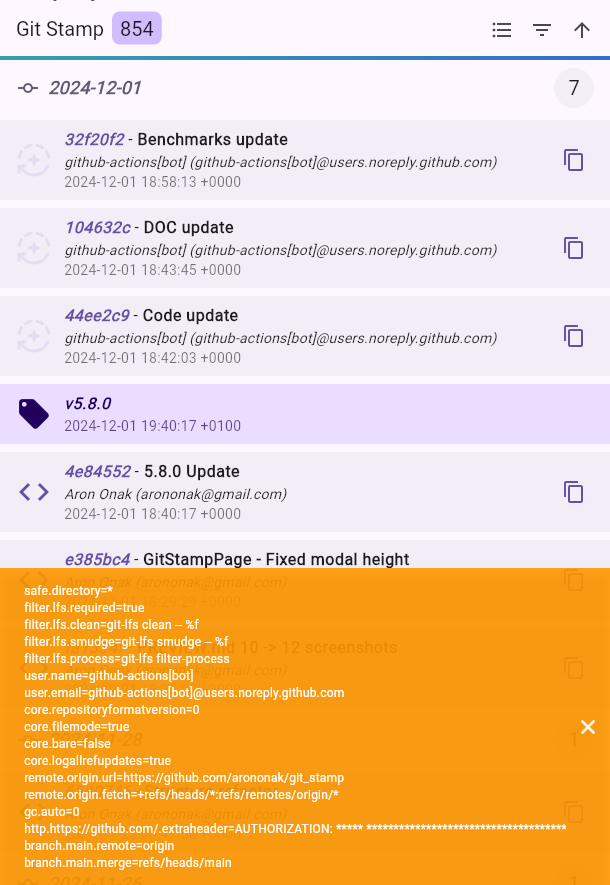 Git Stamp 854
2024-12-01 7
32f20f2 - Benchmarks update
github-actions[bot] (github-actions[bot]@users.noreply.github.com)
2024-12-01 18:58:13 +0000
104632c - DOC update
github-actions[bot] (github-actions[bot]@users.noreply.github.com)
2024-12-01 18:43:45 +0000
44ee2c9 - Code update
github-actions[bot] (github-actions[bot]@users.noreply.github.com)
2024-12-01 18:42:03 +0000
v5.8.0
2024-12-01 19:40:17 +0100
4e84552 - 5.8.0 Update
Aron Onak (arononak@gmail.com)
2024-12-01 18:40:17 +0000
e385bc4 - GitStampPage - Fixed modal height
Aron Onak (arononak@gmail.com)
safe.directory=*
filter.lfs.required=true
filter.lfs.clean=git-lfs clean -- %f
filter.lfs.smudge=git-lfs smudge -- %f
10 -> 12 screenshots
filter.lfs.process=git-lfs filter-process
user.name=github-actions[bot]
user.email=github-actions[bot]@users.noreply.github.com
core.repositoryformatversion=0
core.filemode=true
core.bare=false
core.logallrefupdates=true
remote.origin.url=https://github.com/arononak/git_stamp
remote.origin.fetch=+refs/heads/*:refs/remotes/origin/*
gc.auto=0
http.https://github.com/.extraheader=AUTHORIZATION: ***** ***********************************
branch.main.remote=origin
branch.main.merge=refs/heads/main